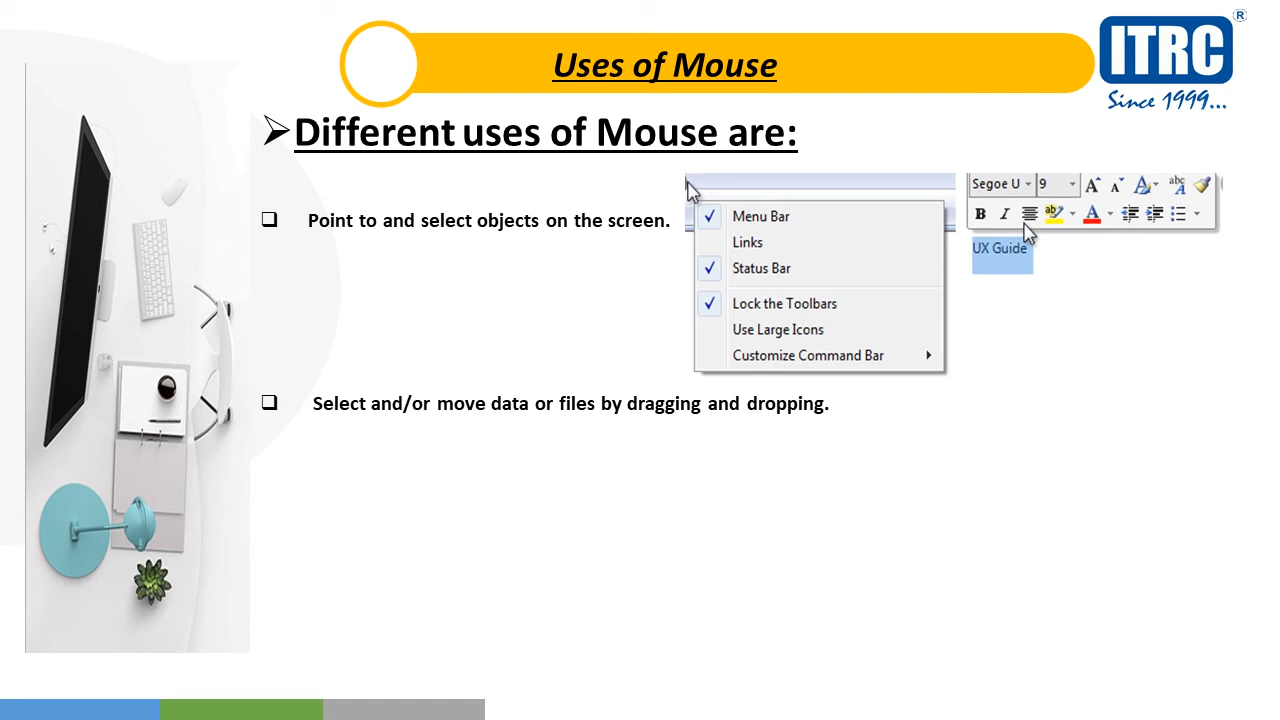 Uses of Mouse
®
ITRC
Since 1999...
Different uses of Mouse are:
Point to and select objects on the screen.
Menu Bar
Links
Status Bar
Lock the Toolbars
Use Large Icons
Customize Command Bar
Segoe U 9 A A A abc A
B I ab A
UX Guide
Select and/or move data or files by dragging and dropping.